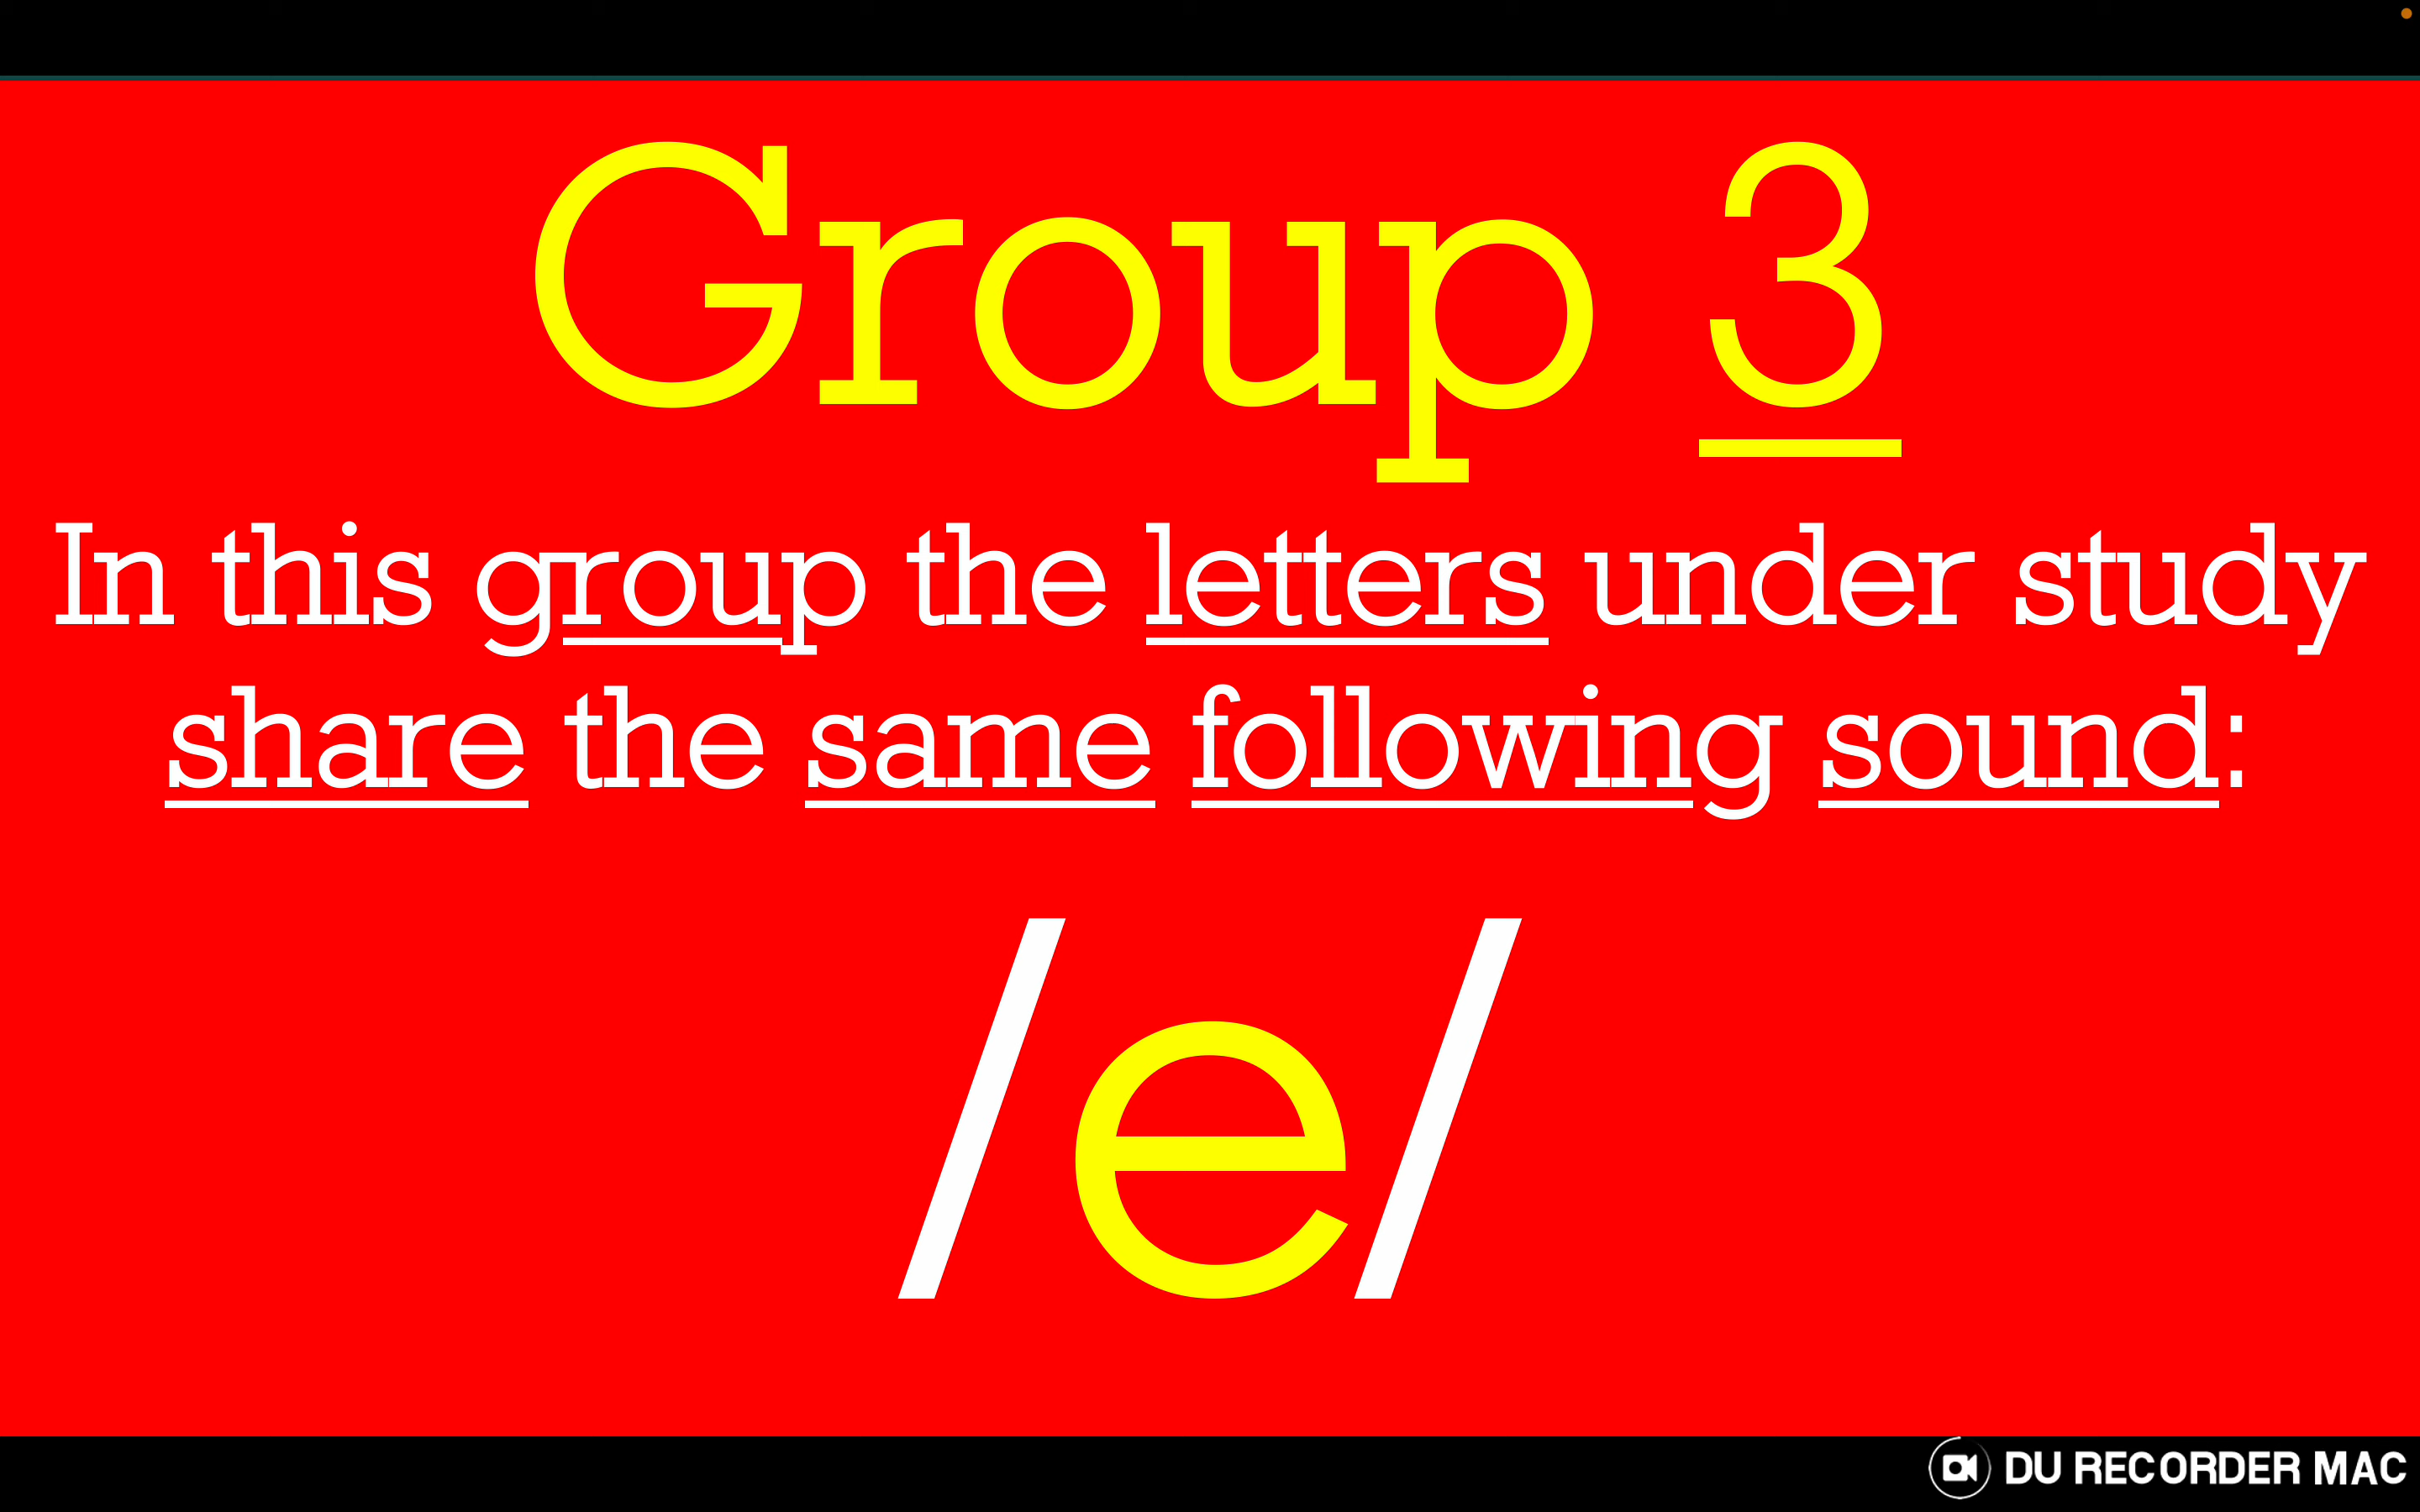 Group 3
In this group the letters under study
share the same following sound:
/e/
DU RECORDER MAC